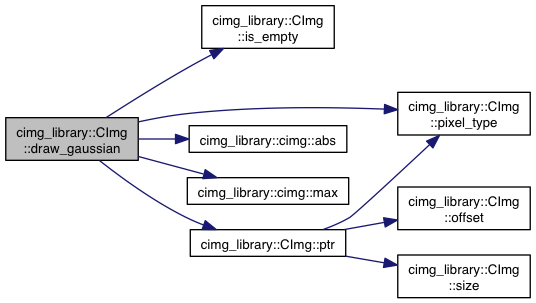 cimg_library::CImg
::is_empty
cimg_library::CImg
::draw_gaussian
cimg_library::CImg
::pixel_type
cimg_library::cimg::abs
cimg_library::cimg::max
cimg_library::CImg::ptr
cimg_library::CImg
::offset
cimg_library::CImg
::size